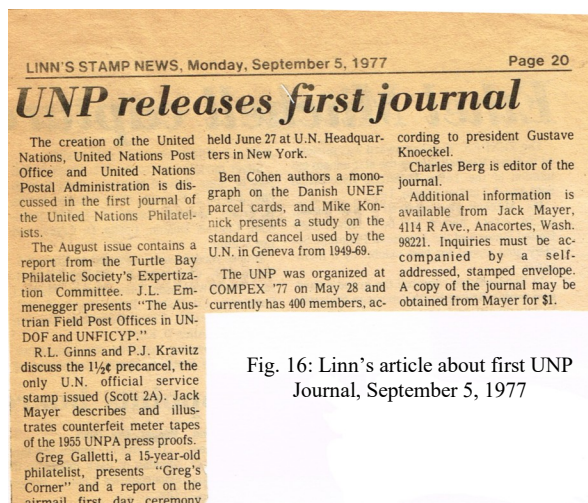 LINN'S STAMP NEWS, Monday, September 5, 1977
Page 20
UNP releases first journal
The creation of the United
Nations, United Nations Post
Office and United Nations
Postal Administration is dis-
cussed in the first journal of
the United Nations Philatel-
ists.
The August issue contains a
report from the Turtle Bay
Philatelic Society's Expertiza-
tion Committee. J.L. Em-
menegger presents "The Aus-
trian Field Post Offices in UN-
DOF and UNFICYP."
R.L. Ginns and P.J. Kravitz
discuss the 1½¢ precancel, the
only U.N. official service
stamp issued (Scott 2A). Jack
Mayer describes and illus-
trates counterfeit meter tapes
of the 1955 UNPA press proofs.
Greg Galletti, a 15-year-old
philatelist, presents "Greg's
Corner" and a report on the
airmail first day ceremony
held June 27 at U.N. Headquar-
ters in New York.
Ben Cohen authors a mono-
graph on the Danish UNEF
parcel cards, and Mike Kon-
nick presents a study on the
standard cancel used by the
U.N. in Geneva from 1949-69.
The UNP was organized at
COMPEX '77 on May 28 and
currently has 400 members, ac-
cording to president Gustave
Knoeckel.
Charles Berg is editor of the
journal.
Additional information is
available from Jack Mayer,
4114 R Ave., Anacortes, Wash.
98221. Inquiries must be ac-
companied by a self-
addressed, stamped envelope.
A copy of the journal may be
obtained from Mayer for $1.
Fig. 16: Linn's article about first UNP
Journal, September 5, 1977